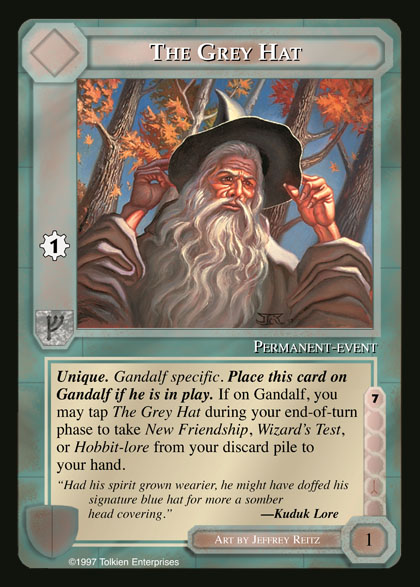 The Grey Hat
1
Permanent-event
Unique. Gandalf specific. Place this card on
Gandalf if he is in play. If on Gandalf, you
may tap The Grey Hat during your end-of-turn
phase to take New Friendship, Wizard's Test,
or Hobbit-lore from your discard pile to
your hand.
7
"Had his spirit grown wearier, he might have doffed his
signature blue hat for more a somber
head covering." —Kuduk Lore
Art by Jeffrey Reitz
1
©1997 Tolkien Enterprises